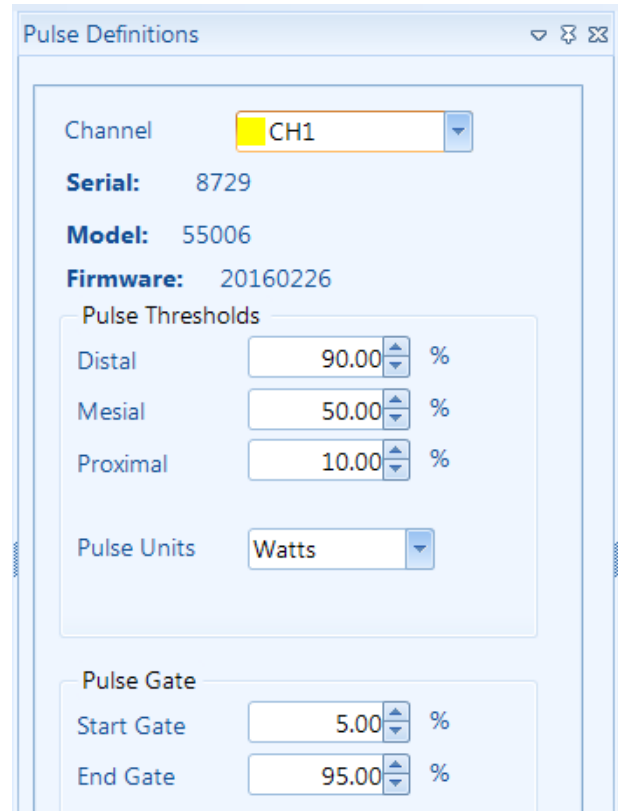 Pulse Definitions
Channel CH1
Serial: 8729
Model: 55006
Firmware: 20160226
Pulse Thresholds
Distal 90.00 %
Mesial 50.00 %
Proximal 10.00 %
Pulse Units Watts
Pulse Gate
Start Gate 5.00 %
End Gate 95.00 %